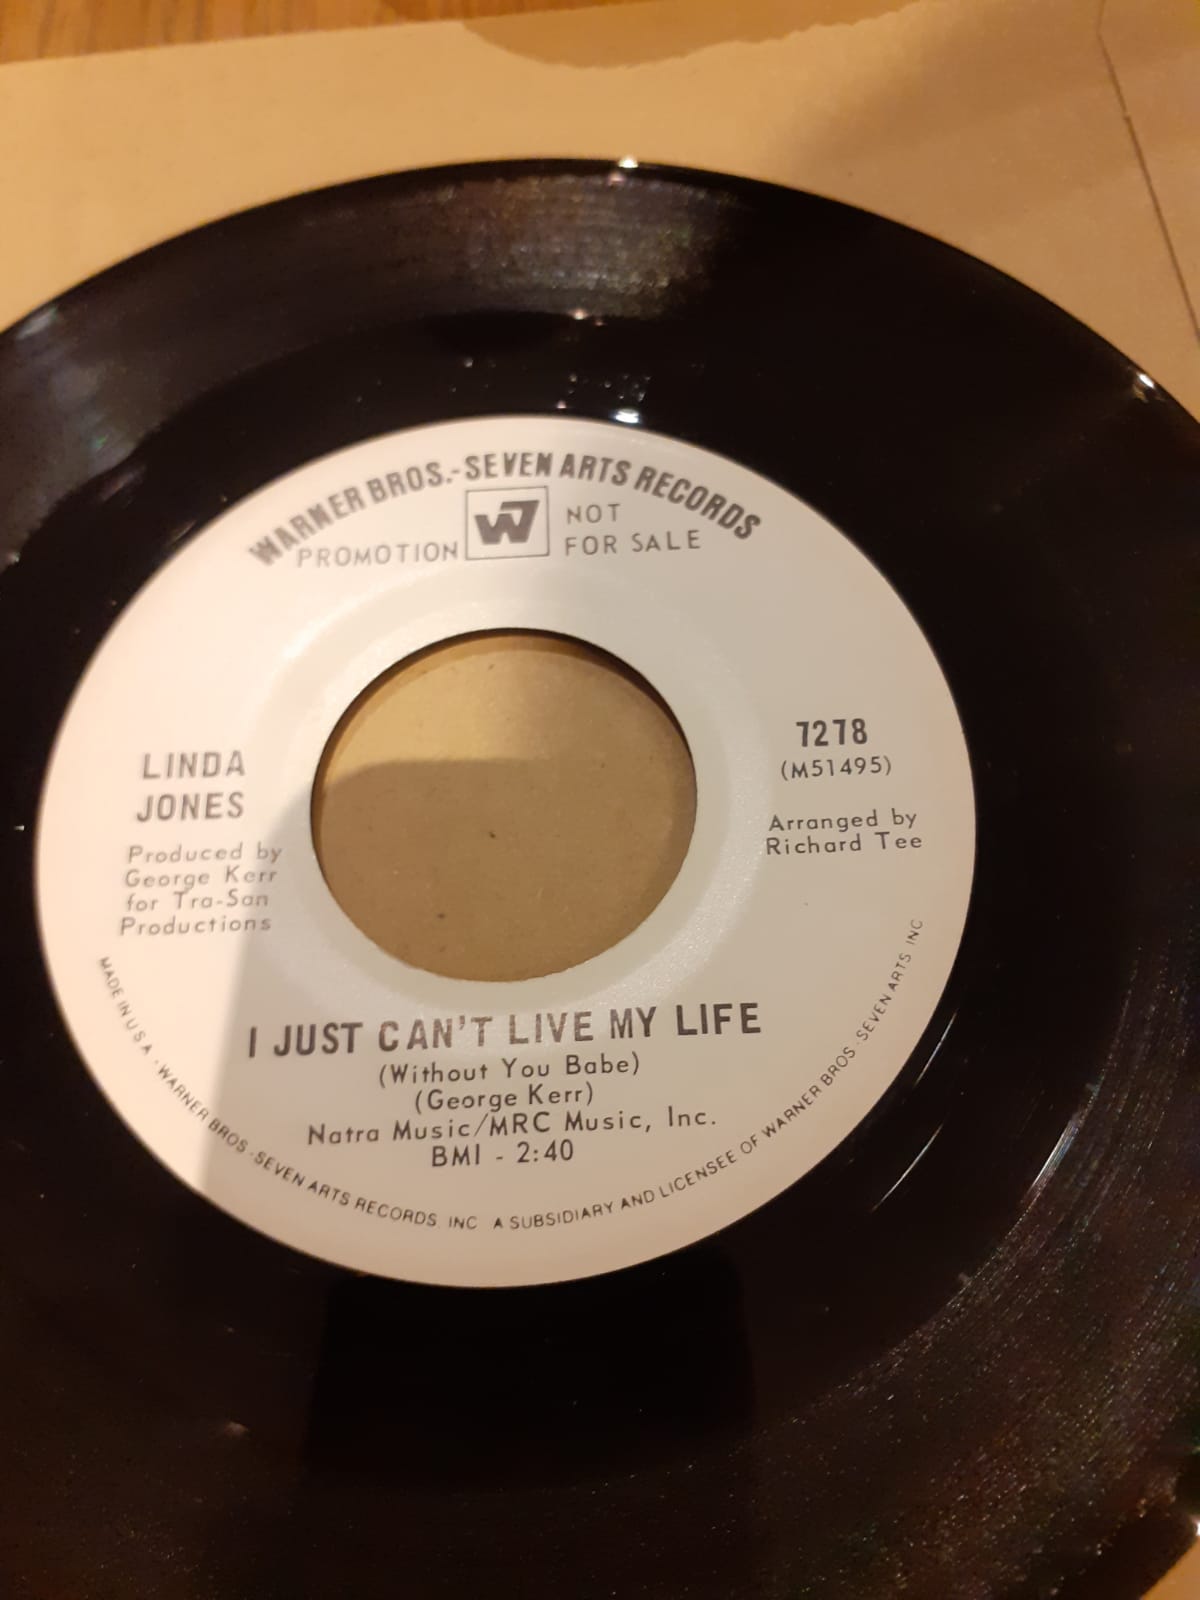 WARNER BROS.-SEVEN ARTS RECORDS
PROMOTION W7 NOT
FOR SALE
LINDA
JONES
Produced by
George Kerr
for Tra-San
Productions
7278
(M51495)
Arranged by
Richard Tee
I JUST CAN'T LIVE MY LIFE
(Without You Babe)
(George Kerr)
Natra Music/MRC Music, Inc.
BMI - 2:40
MADE IN U.S.A. · WARNER BROS.-SEVEN ARTS RECORDS, INC. A SUBSIDIARY AND LICENSEE OF WARNER BROS.-SEVEN ARTS INC